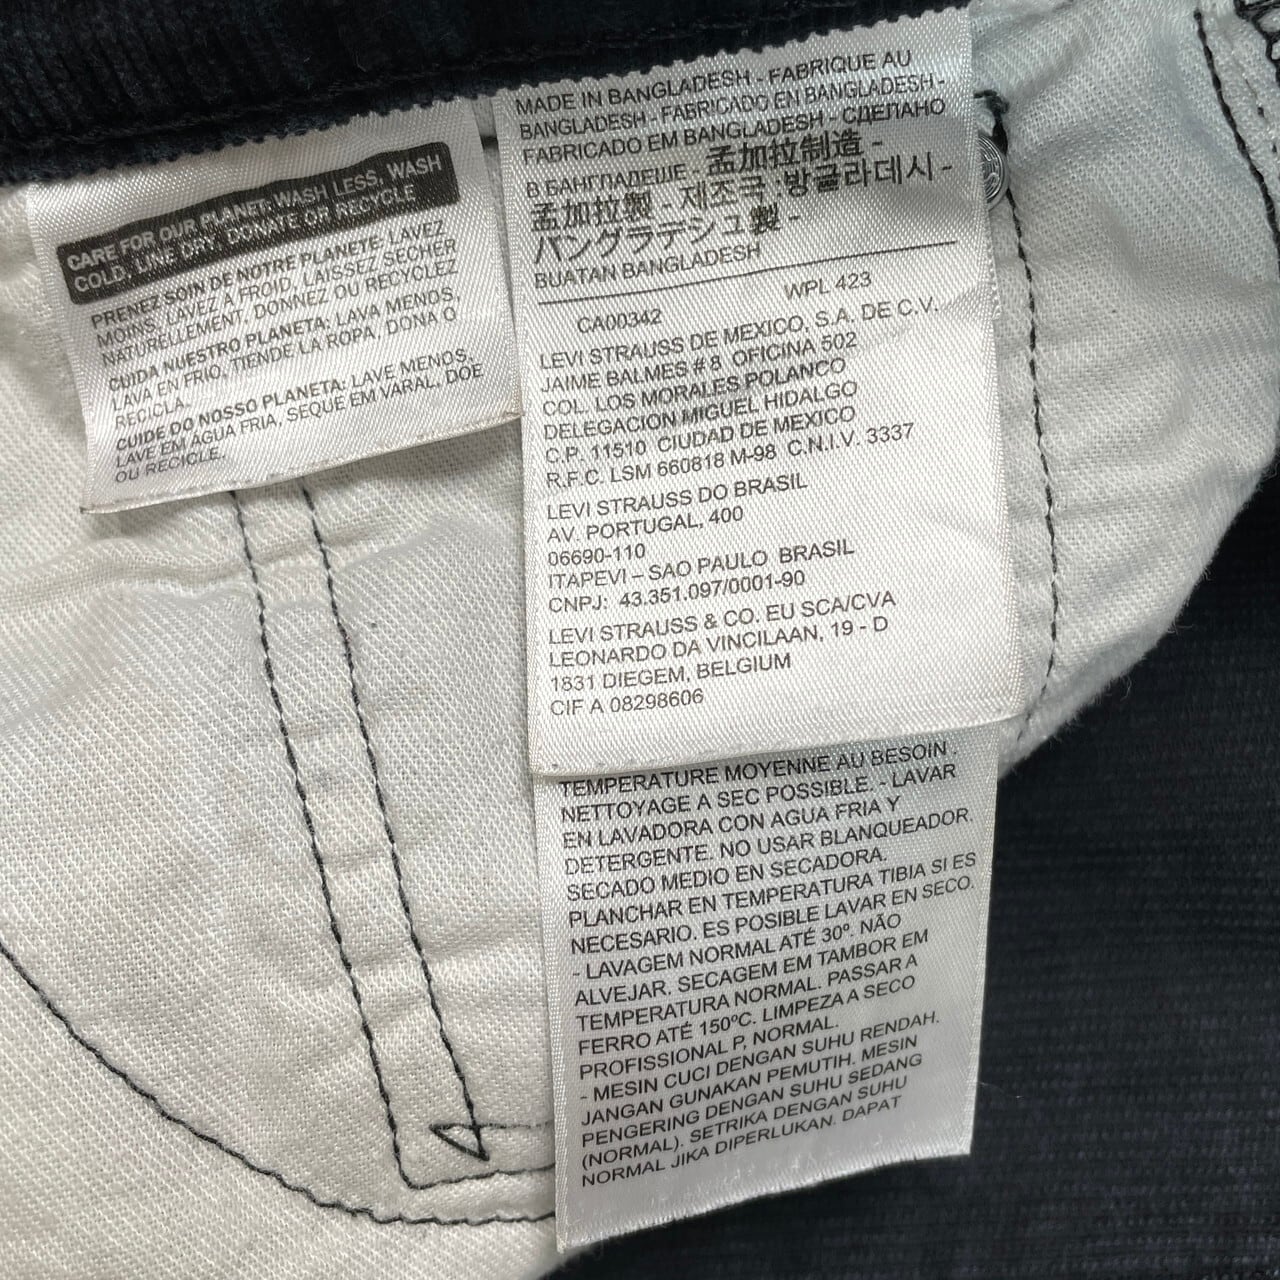 CARE FOR OUR PLANET: WASH LESS, WASH
COLD, LINE DRY, DONATE OR RECYCLE
PRENEZ SOIN DE NOTRE PLANETE: LAVEZ
MOINS, LAVEZ A FROID, LAISSEZ SECHER
NATURELLEMENT, DONNEZ OU RECYCLEZ
CUIDA NUESTRO PLANETA: LAVA MENOS,
LAVA EN FRIO, TIENDE LA ROPA, DONA O
RECICLA.
CUIDE DO NOSSO PLANETA: LAVE MENOS,
LAVE EM AGUA FRIA, SEQUE EM VARAL, DOE
OU RECICLE.
MADE IN BANGLADESH - FABRIQUE AU
BANGLADESH - FABRICADO EN BANGLADESH -
FABRICADO EM BANGLADESH - СДЕЛАНО
В БАНГЛАДЕШЕ - 孟加拉制造 -
孟加拉製 - 제조국 :방글라데시 -
バングラデシュ製 -
BUATAN BANGLADESH
WPL 423
CA00342
LEVI STRAUSS DE MEXICO, S.A. DE C.V.
JAIME BALMES # 8 OFICINA 502
COL. LOS MORALES POLANCO
DELEGACION MIGUEL HIDALGO
C.P. 11510 CIUDAD DE MEXICO
R.F.C. LSM 660818 M-98 C.N.I.V. 3337
LEVI STRAUSS DO BRASIL
AV. PORTUGAL, 400
06690-110
ITAPEVI – SAO PAULO BRASIL
CNPJ: 43.351.097/0001-90
LEVI STRAUSS & CO. EU SCA/CVA
LEONARDO DA VINCILAAN, 19 - D
1831 DIEGEM, BELGIUM
CIF A 08298606
TEMPERATURE MOYENNE AU BESOIN .
NETTOYAGE A SEC POSSIBLE. - LAVAR
EN LAVADORA CON AGUA FRIA Y
DETERGENTE. NO USAR BLANQUEADOR.
SECADO MEDIO EN SECADORA.
PLANCHAR EN TEMPERATURA TIBIA SI ES
NECESARIO. ES POSIBLE LAVAR EN SECO.
- LAVAGEM NORMAL ATÉ 30º. NÃO
ALVEJAR. SECAGEM EM TAMBOR EM
TEMPERATURA NORMAL. PASSAR A
FERRO ATÉ 150ºC. LIMPEZA A SECO
PROFISSIONAL P, NORMAL.
- MESIN CUCI DENGAN SUHU RENDAH.
JANGAN GUNAKAN PEMUTIH. MESIN
PENGERING DENGAN SUHU SEDANG
(NORMAL). SETRIKA DENGAN SUHU
NORMAL JIKA DIPERLUKAN. DAPAT